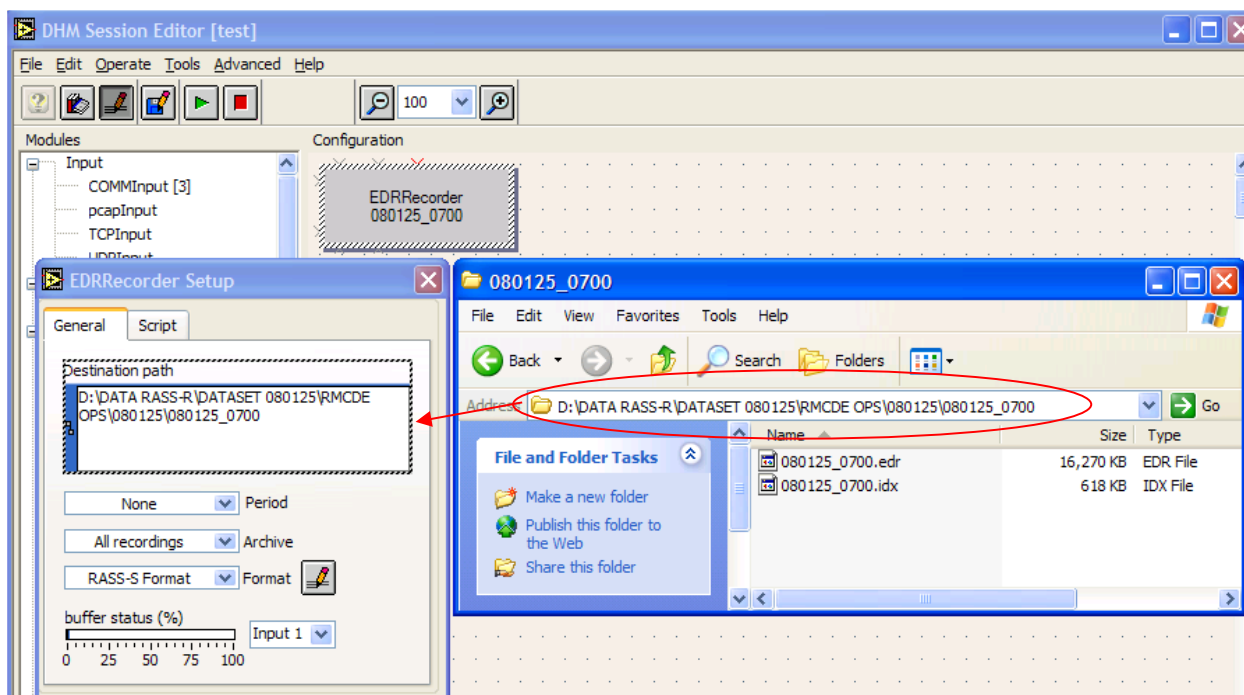 DHM Session Editor [test]
File Edit Operate Tools Advanced Help
100
Modules
Configuration
Input
COMMInput [3]
pcapInput
TCPInput
UDPInput
EDRRecorder
080125_0700
EDRRecorder Setup
General Script
Destination path
D:\DATA RASS-R\DATASET 080125\RMCDE
OPS\080125\080125_0700
None Period
All recordings Archive
RASS-S Format Format
buffer status (%)
Input 1
0 25 50 75 100
080125_0700
File Edit View Favorites Tools Help
Back Search Folders
Address D:\DATA RASS-R\DATASET 080125\RMCDE OPS\080125\080125_0700 Go
File and Folder Tasks
Make a new folder
Publish this folder to
the Web
Share this folder
Name Size Type
080125_0700.edr 16,270 KB EDR File
080125_0700.idx 618 KB IDX File